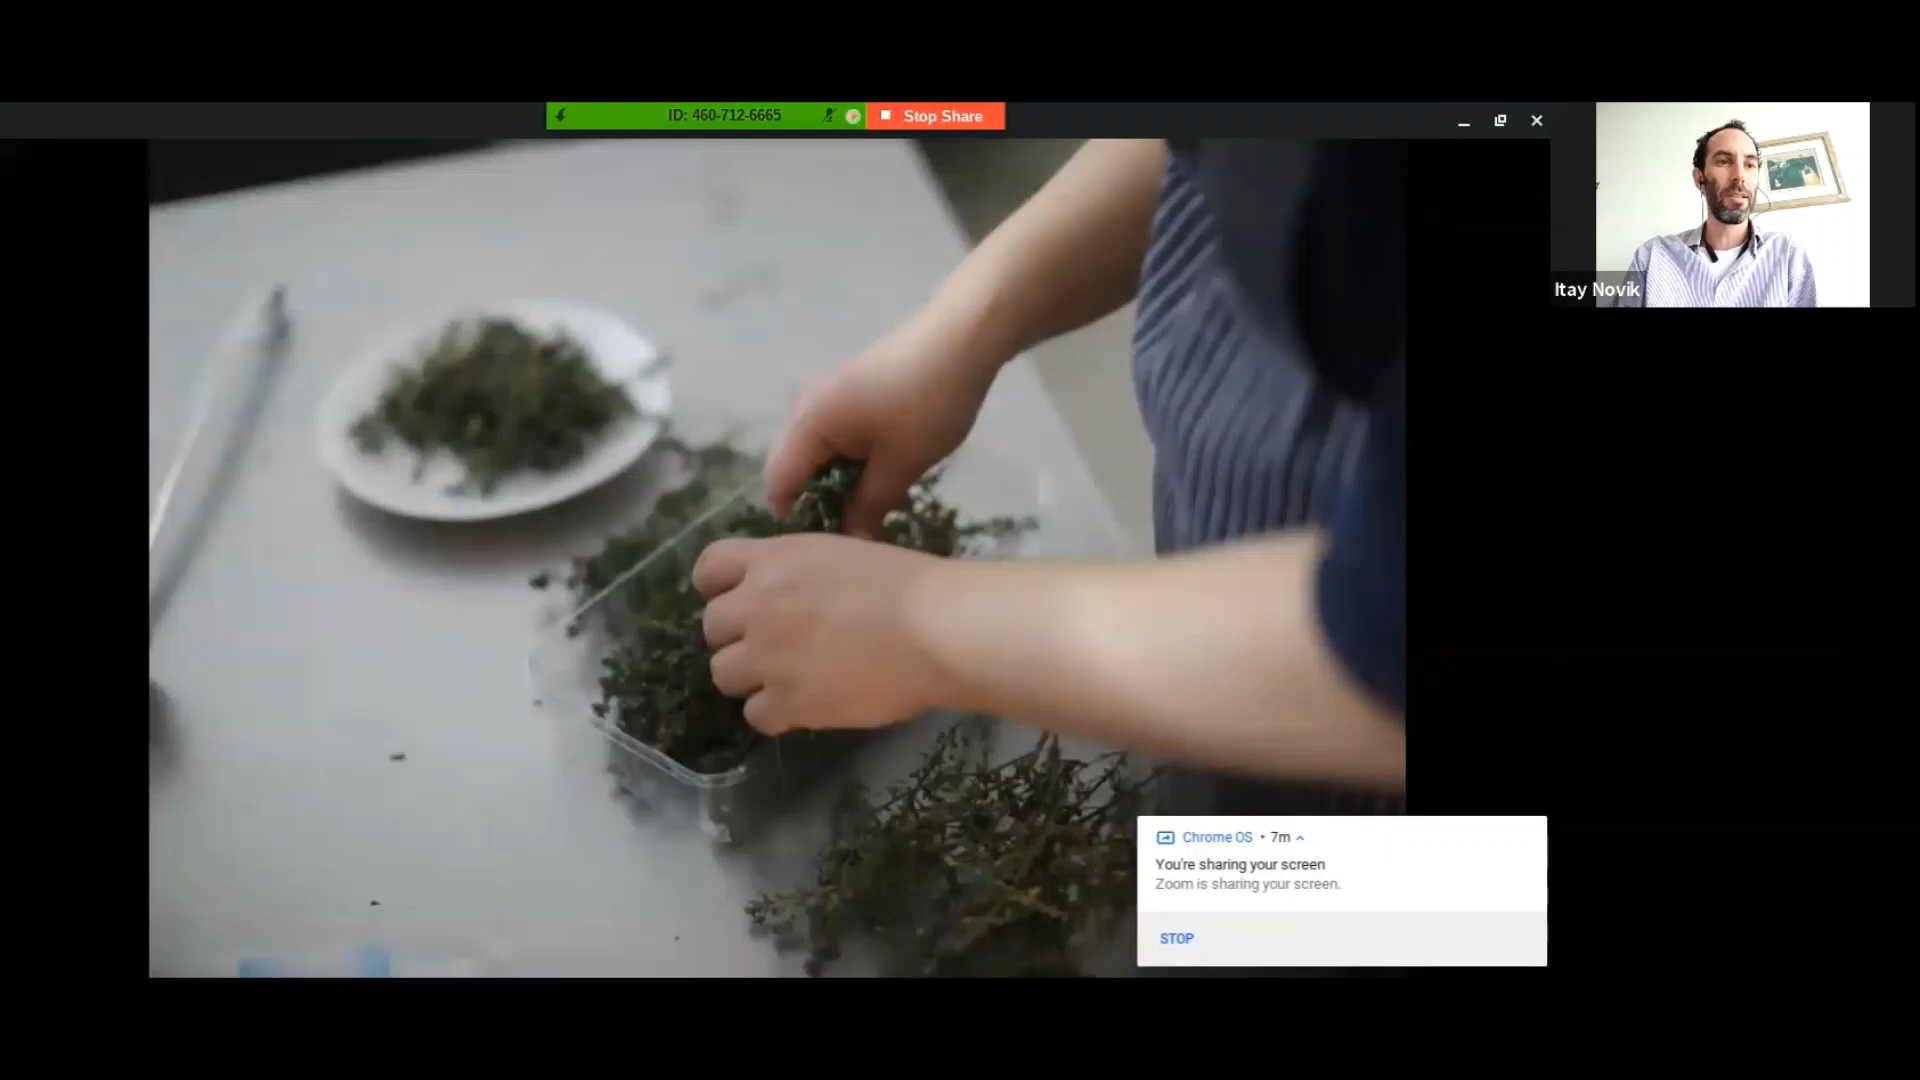 ID: 460-712-6665
Stop Share
Itay Novik
Chrome OS • 7m
You're sharing your screen
Zoom is sharing your screen.
STOP